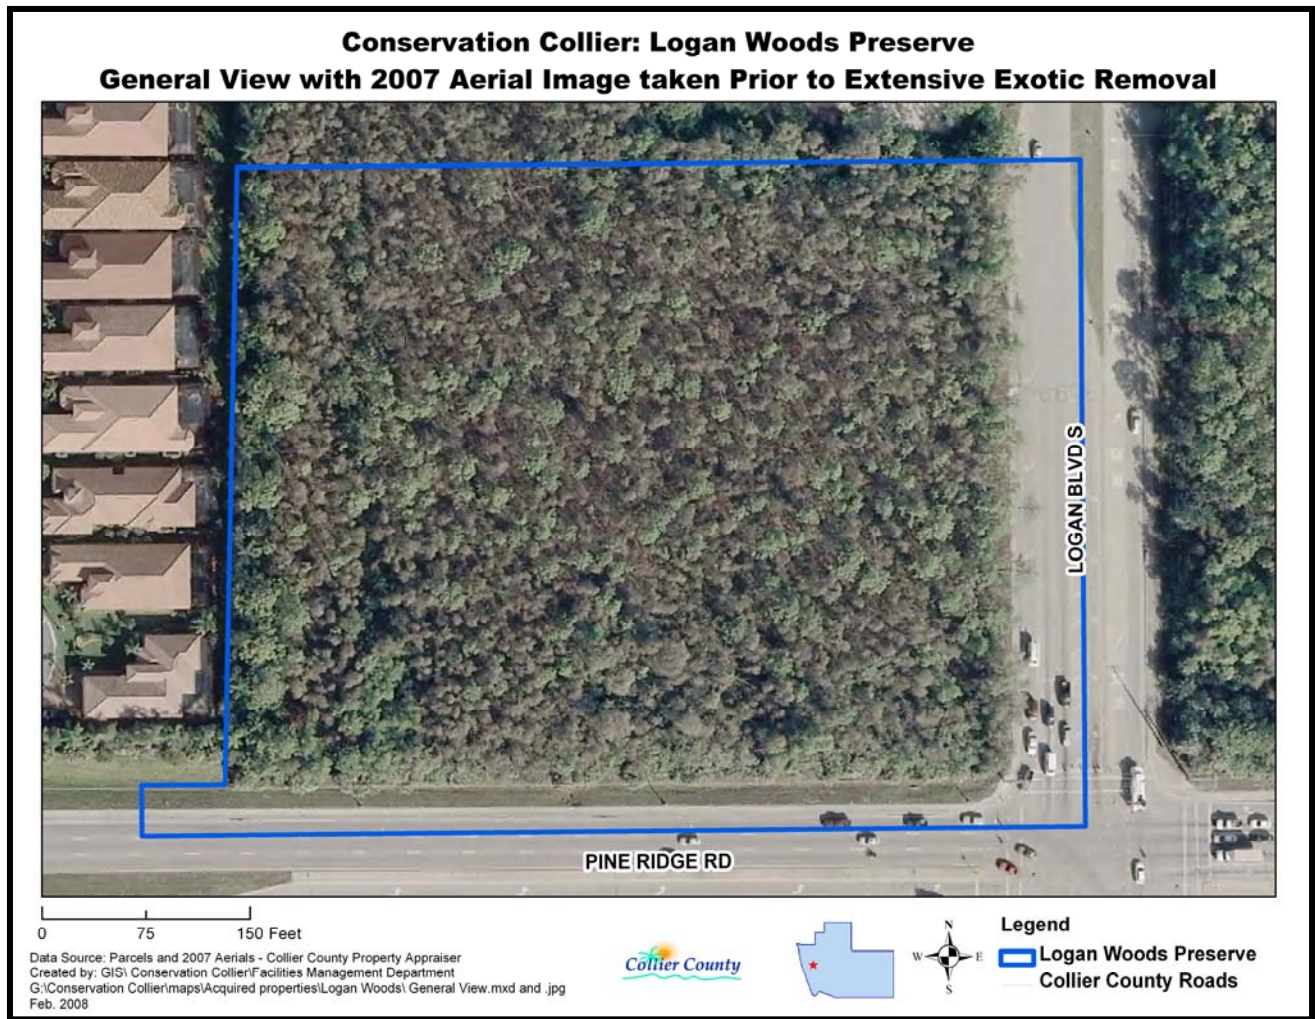 Conservation Collier: Logan Woods Preserve
General View with 2007 Aerial Image taken Prior to Extensive Exotic Removal
LOGAN BLVD S
PINE RIDGE RD
0 75 150 Feet
Data Source: Parcels and 2007 Aerials - Collier County Property Appraiser
Created by: GIS\ Conservation Collier\Facilities Management Department
G:\Conservation Collier\maps\Acquired properties\Logan Woods\ General View.mxd and .jpg
Feb. 2008
Collier County
N
W E
S
Legend
Logan Woods Preserve
Collier County Roads